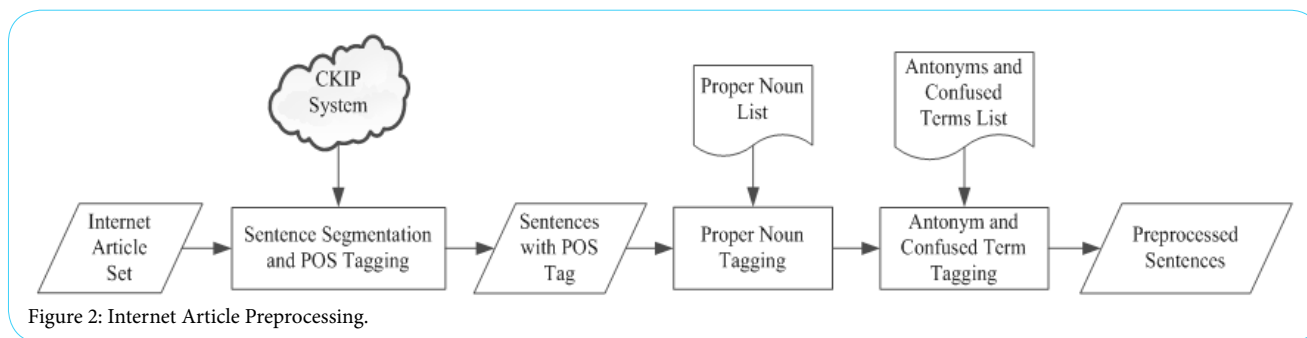 CKIP
System
Proper Noun
List
Antonyms and
Confused
Terms List
Internet
Article
Set
Sentence Segmentation
and POS Tagging
Sentences
with POS
Tag
Proper Noun
Tagging
Antonym and
Confused Term
Tagging
Preprocessed
Sentences
Figure 2: Internet Article Preprocessing.